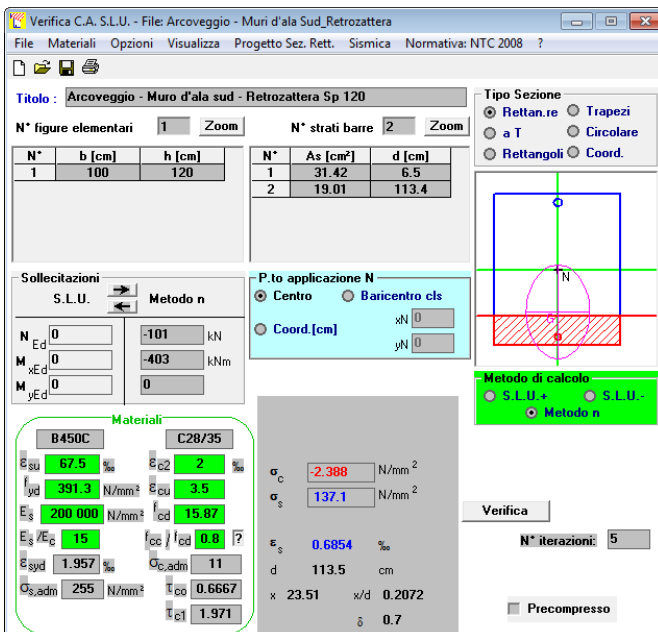 Verifica C.A. S.L.U. - File: Arcoveggio - Muri d'ala Sud_Retrozattera
File Materiali Opzioni Visualizza Progetto Sez. Rett. Sismica Normativa: NTC 2008 ?
Titolo : Arcoveggio - Muro d'ala sud - Retrozattera Sp 120
N° figure elementari 1 Zoom
N° strati barre 2 Zoom
N° b [cm] h [cm]
1 100 120
N° As [cm²] d [cm]
1 31.42 6.5
2 19.01 113.4
Tipo Sezione
Rettan.re Trapezi
a T Circolare
Rettangoli Coord.
N
G
Sollecitazioni
S.L.U. Metodo n
N Ed 0 -101 kN
M xEd 0 -403 kNm
M yEd 0 0
P.to applicazione N
Centro Baricentro cls
Coord.[cm] xN 0
yN 0
Metodo di calcolo
S.L.U.+ S.L.U.-
Metodo n
Materiali
B450C C28/35
εsu 67.5 ‰ εc2 2 ‰
fyd 391.3 N/mm² εcu 3.5
Es 200 000 N/mm² fcd 15.87
Es/Ec 15 fcc / fcd 0.8 ?
εsyd 1.957 ‰ σc,adm 11
σs,adm 255 N/mm² τco 0.6667
τc1 1.971
σc -2.388 N/mm²
σs 137.1 N/mm²
εs 0.6854 ‰
d 113.5 cm
x 23.51 x/d 0.2072
δ 0.7
Verifica
N° iterazioni: 5
Precompresso